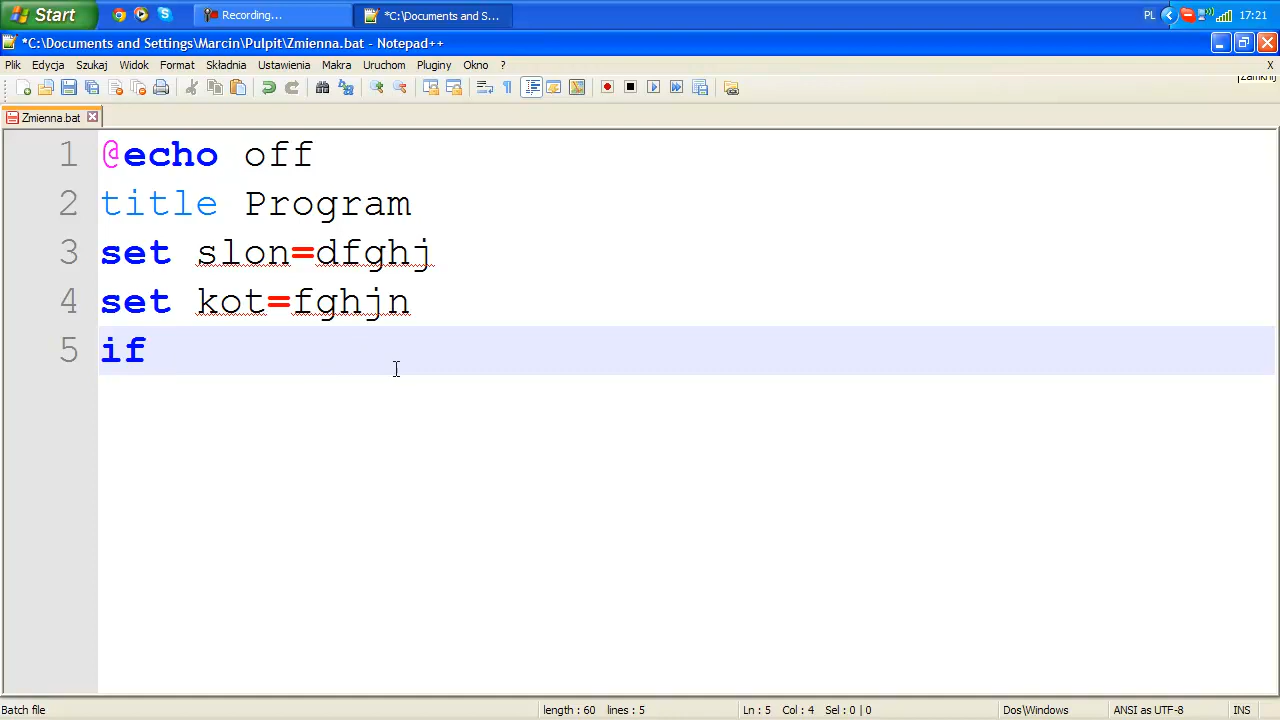 Start Recording... *C:\Documents and S... PL 17:21
*C:\Documents and Settings\Marcin\Pulpit\Zmienna.bat - Notepad++
Plik Edycja Szukaj Widok Format Składnia Ustawienia Makra Uruchom Pluginy Okno ? X
Zamknij
Zmienna.bat
1 @echo off
2 title Program
3 set slon=dfghj
4 set kot=fghjn
5 if
Batch file length : 60 lines : 5 Ln : 5 Col : 4 Sel : 0 | 0 Dos\Windows ANSI as UTF-8 INS